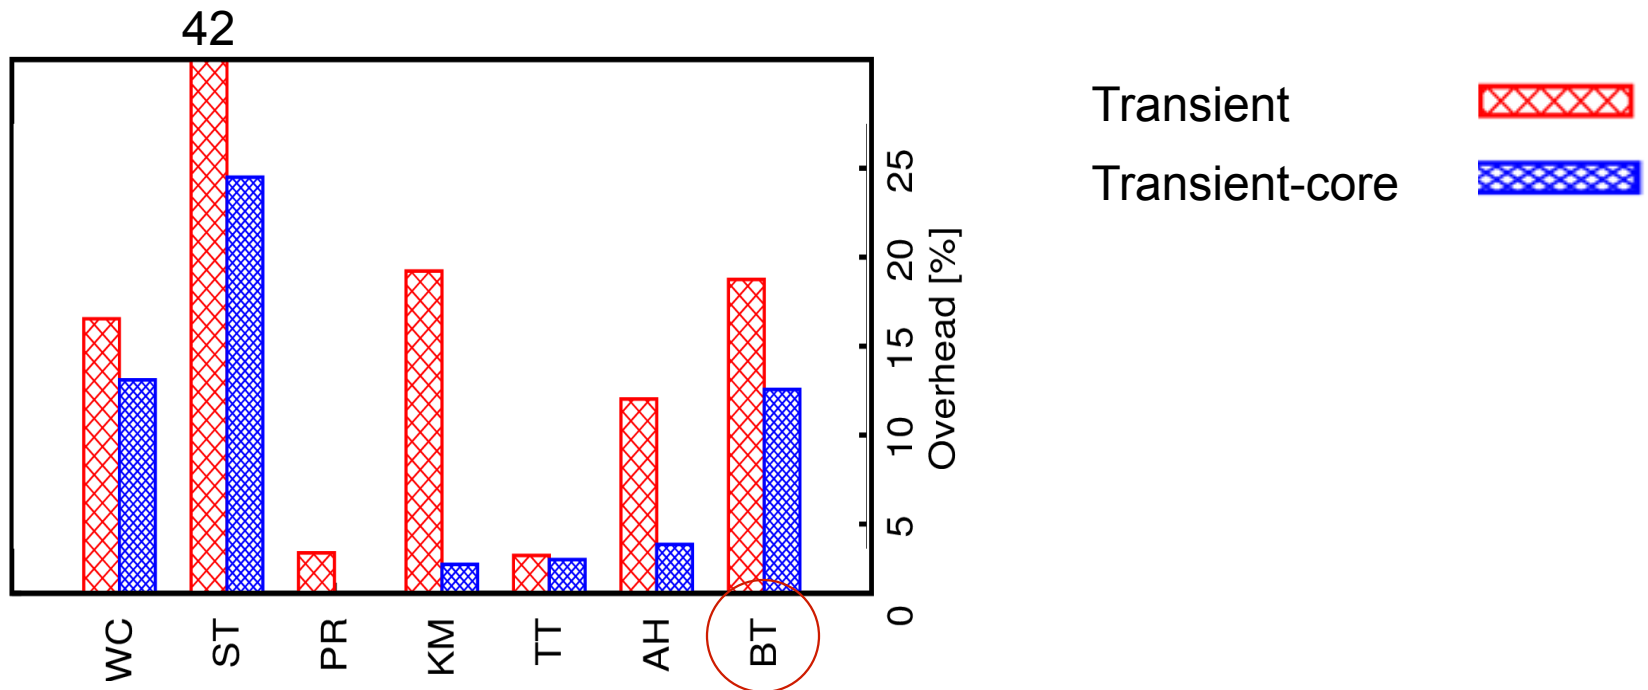 42
Transient
Transient-core
25
20
15
10
5
0
Overhead [%]
WC
ST
PR
KM
TT
AH
BT